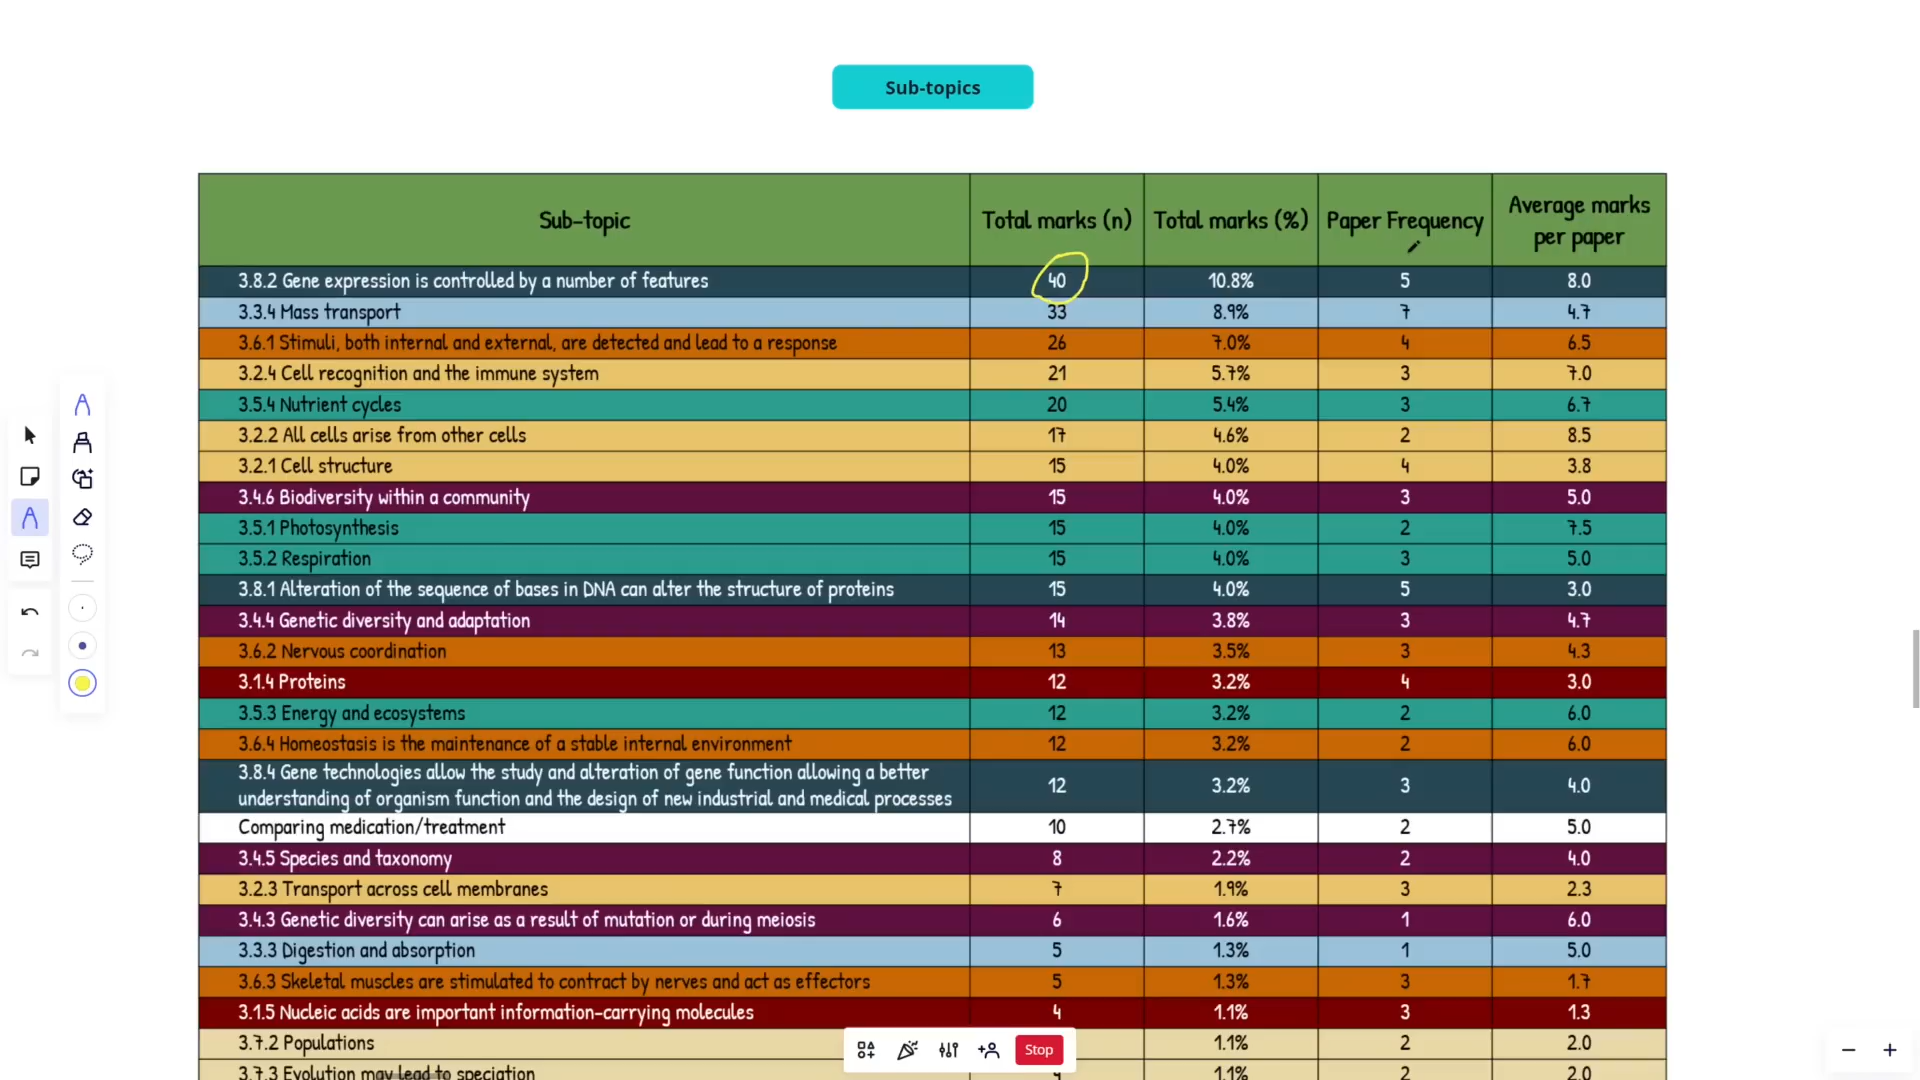 Sub-topics
Sub-topic Total marks (n) Total marks (%) Paper Frequency Average marks per paper
3.8.2 Gene expression is controlled by a number of features 40 10.8% 5 8.0
3.3.4 Mass transport 33 8.9% 7 4.7
3.6.1 Stimuli, both internal and external, are detected and lead to a response 26 7.0% 4 6.5
3.2.4 Cell recognition and the immune system 21 5.7% 3 7.0
3.5.4 Nutrient cycles 20 5.4% 3 6.7
3.2.2 All cells arise from other cells 17 4.6% 2 8.5
3.2.1 Cell structure 15 4.0% 4 3.8
3.4.6 Biodiversity within a community 15 4.0% 3 5.0
3.5.1 Photosynthesis 15 4.0% 2 7.5
3.5.2 Respiration 15 4.0% 3 5.0
3.8.1 Alteration of the sequence of bases in DNA can alter the structure of proteins 15 4.0% 5 3.0
3.4.4 Genetic diversity and adaptation 14 3.8% 3 4.7
3.6.2 Nervous coordination 13 3.5% 3 4.3
3.1.4 Proteins 12 3.2% 4 3.0
3.5.3 Energy and ecosystems 12 3.2% 2 6.0
3.6.4 Homeostasis is the maintenance of a stable internal environment 12 3.2% 2 6.0
3.8.4 Gene technologies allow the study and alteration of gene function allowing a better
understanding of organism function and the design of new industrial and medical processes 12 3.2% 3 4.0
Comparing medication/treatment 10 2.7% 2 5.0
3.4.5 Species and taxonomy 8 2.2% 2 4.0
3.2.3 Transport across cell membranes 7 1.9% 3 2.3
3.4.3 Genetic diversity can arise as a result of mutation or during meiosis 6 1.6% 1 6.0
3.3.3 Digestion and absorption 5 1.3% 1 5.0
3.6.3 Skeletal muscles are stimulated to contract by nerves and act as effectors 5 1.3% 3 1.7
3.1.5 Nucleic acids are important information-carrying molecules 4 1.1% 3 1.3
3.7.2 Populations 1.1% 2 2.0
3.7.3 Evolution may lead to speciation 4 1.1% 2 2.0
Stop